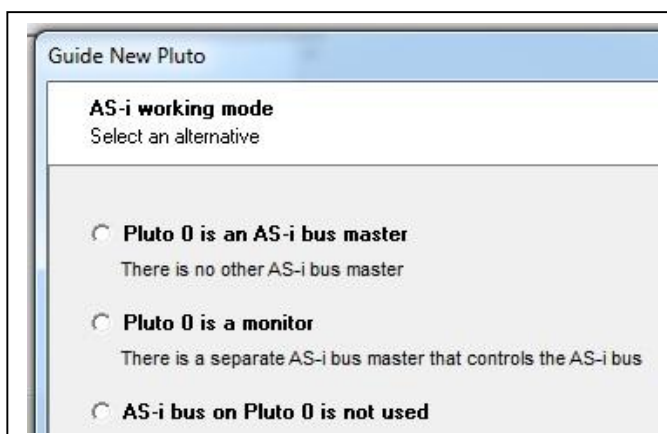 Guide New Pluto
AS-i working mode
Select an alternative
Pluto 0 is an AS-i bus master
There is no other AS-i bus master
Pluto 0 is a monitor
There is a separate AS-i bus master that controls the AS-i bus
AS-i bus on Pluto 0 is not used